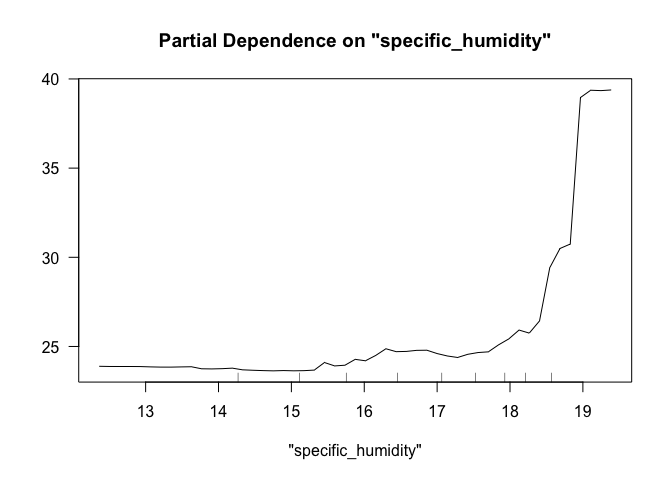 Partial Dependence on "specific_humidity"
40
35
30
25
13 14 15 16 17 18 19
"specific_humidity"